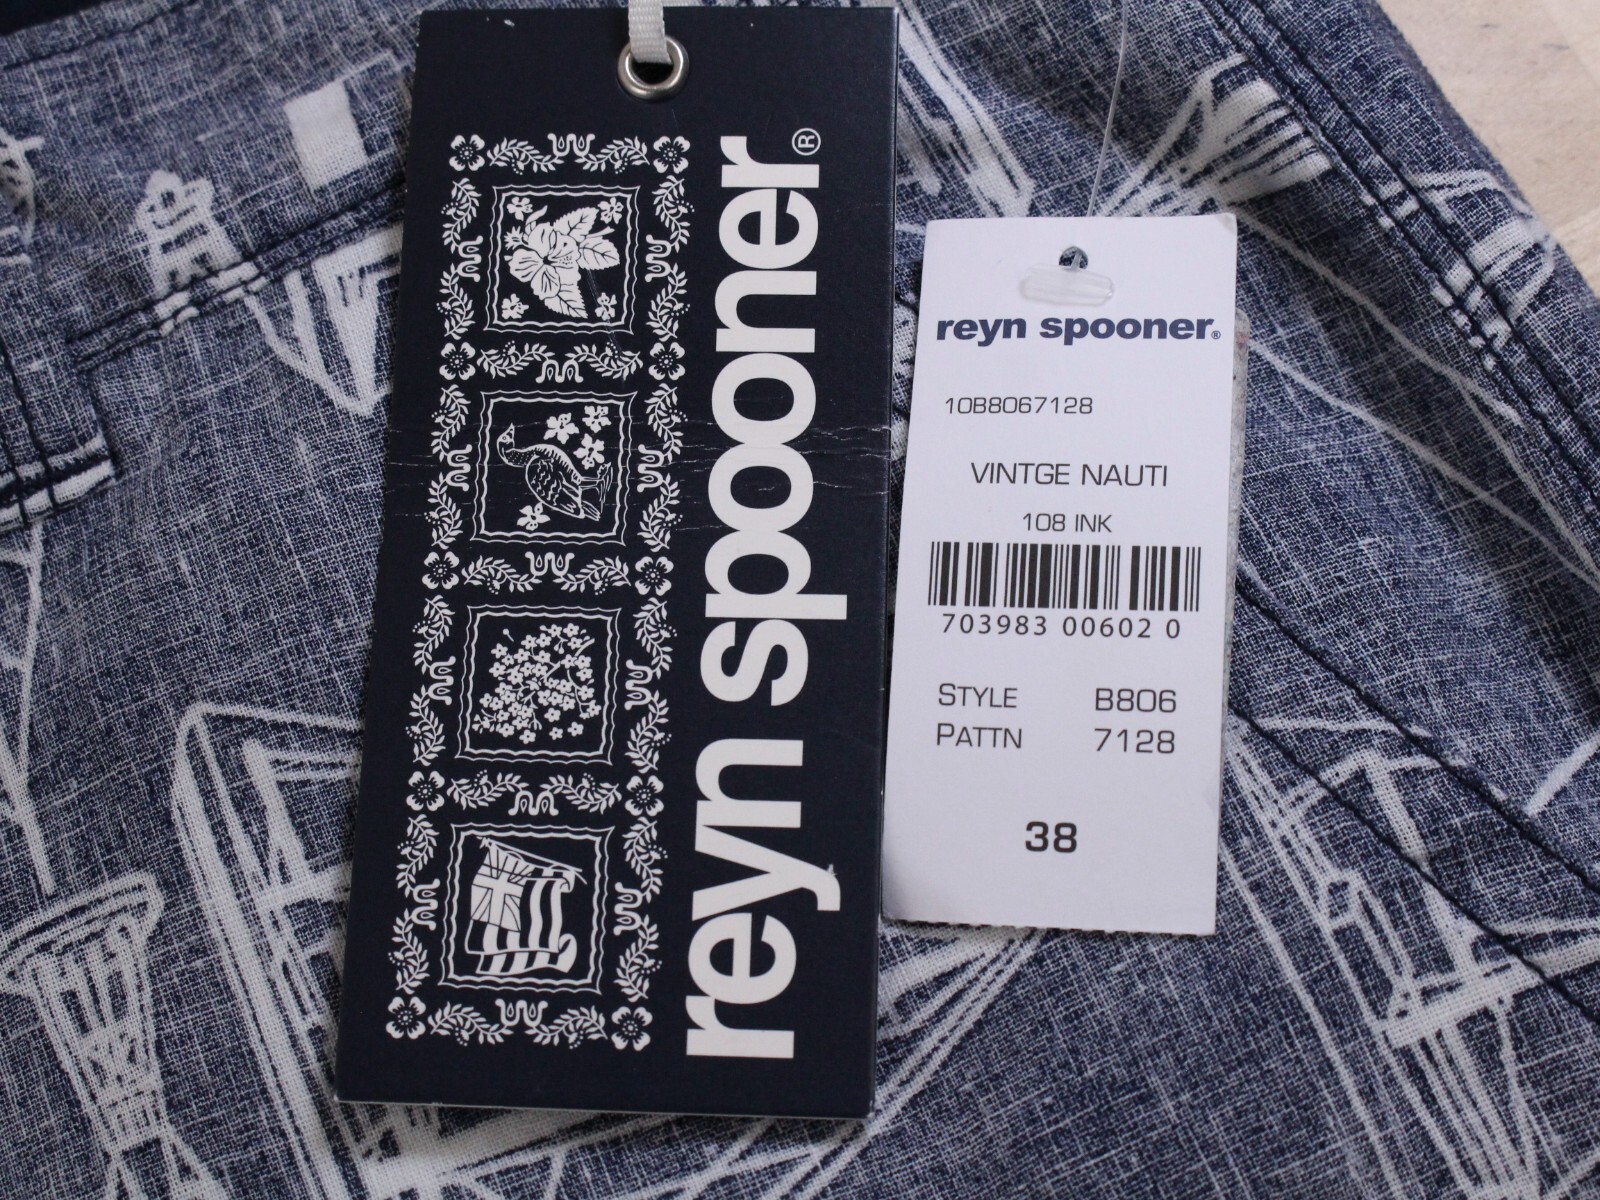 reyn spooner®
reyn spooner®
10B8067128
VINTGE NAUTI
108 INK
703983 00602 0
STYLE B806
PATTN 7128
38